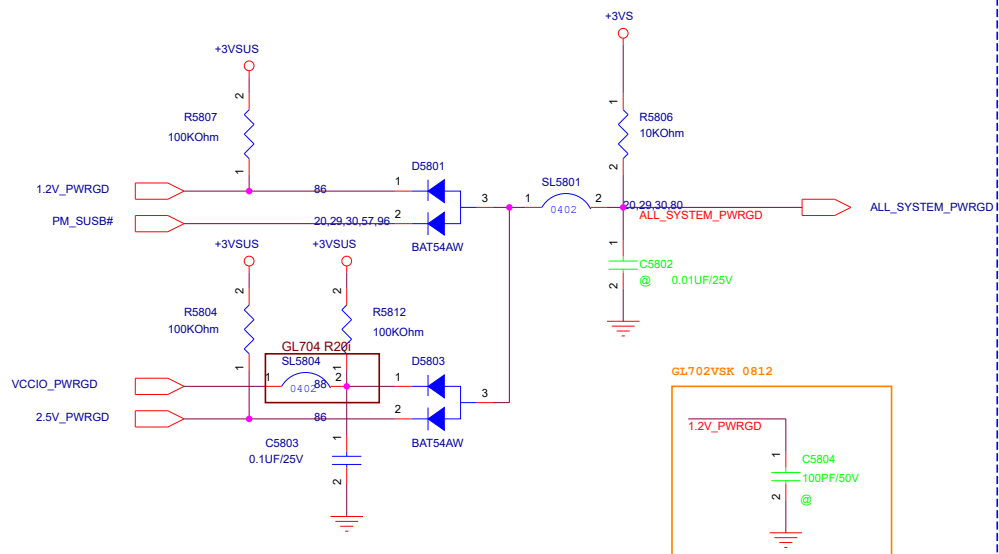 +3VS
+3VSUS
2
R5807
100KOhm
1
1
R5806
10KOhm
2
1.2V_PWRGD
86
1
D5801
3
1
SL5801
0402
2
20,29,30,80
ALL_SYSTEM_PWRGD
ALL_SYSTEM_PWRGD
PM_SUSB#
20,29,30,57,96
2
BAT54AW
+3VSUS
+3VSUS
1
C5802
@ 0.01UF/25V
2
2
R5804
100KOhm
1
2
R5812
100KOhm
1
GL704 R20i
SL5804
VCCIO_PWRGD
1
0402
2
88
1
D5803
3
2.5V_PWRGD
86
2
BAT54AW
C5803
0.1UF/25V
1
2
GL702VSK 0812
1.2V_PWRGD
1
C5804
100PF/50V
2
@